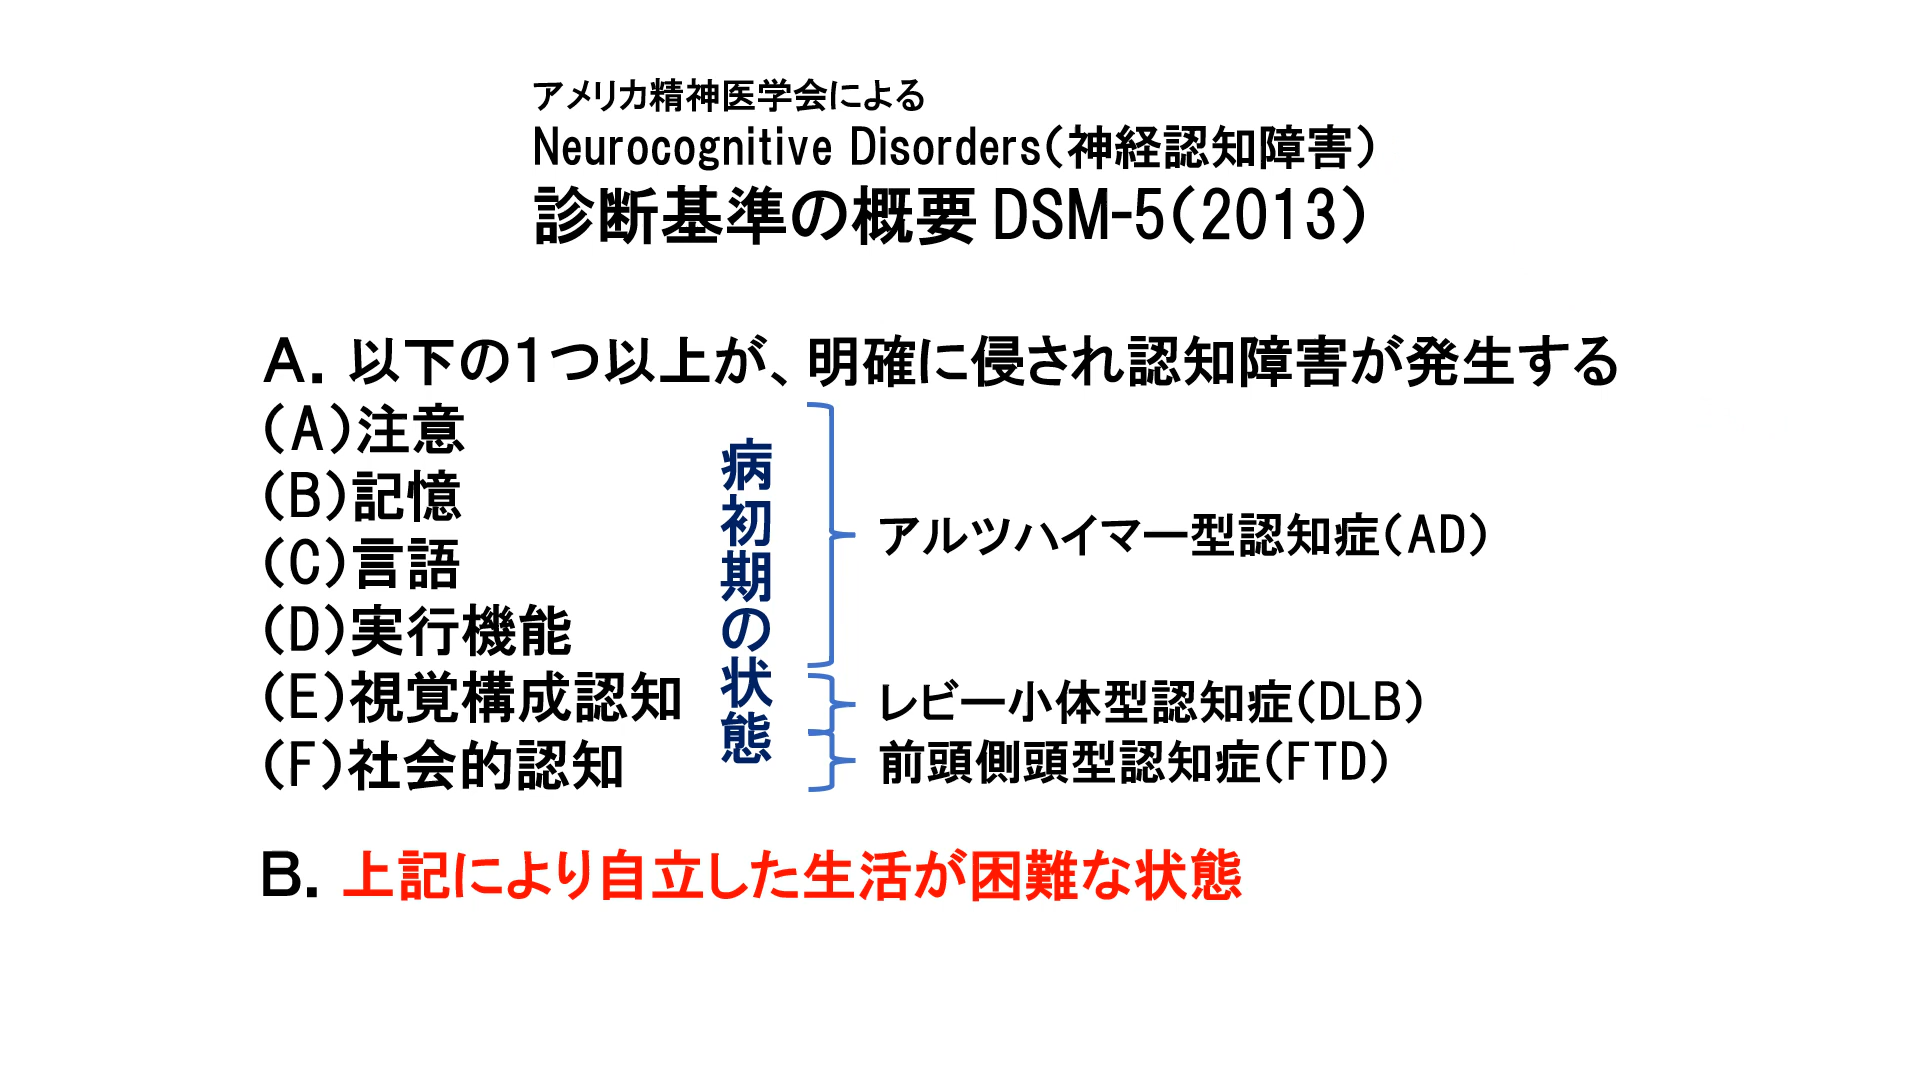 アメリカ精神医学会による
Neurocognitive Disorders（神経認知障害）
診断基準の概要 DSM-5（2013）
A．以下の1つ以上が、明確に侵され認知障害が発生する
（A）注意
（B）記憶
（C）言語
（D）実行機能
（E）視覚構成認知
（F）社会的認知
病初期の状態
アルツハイマー型認知症（AD）
レビー小体型認知症（DLB）
前頭側頭型認知症（FTD）
B．上記により自立した生活が困難な状態